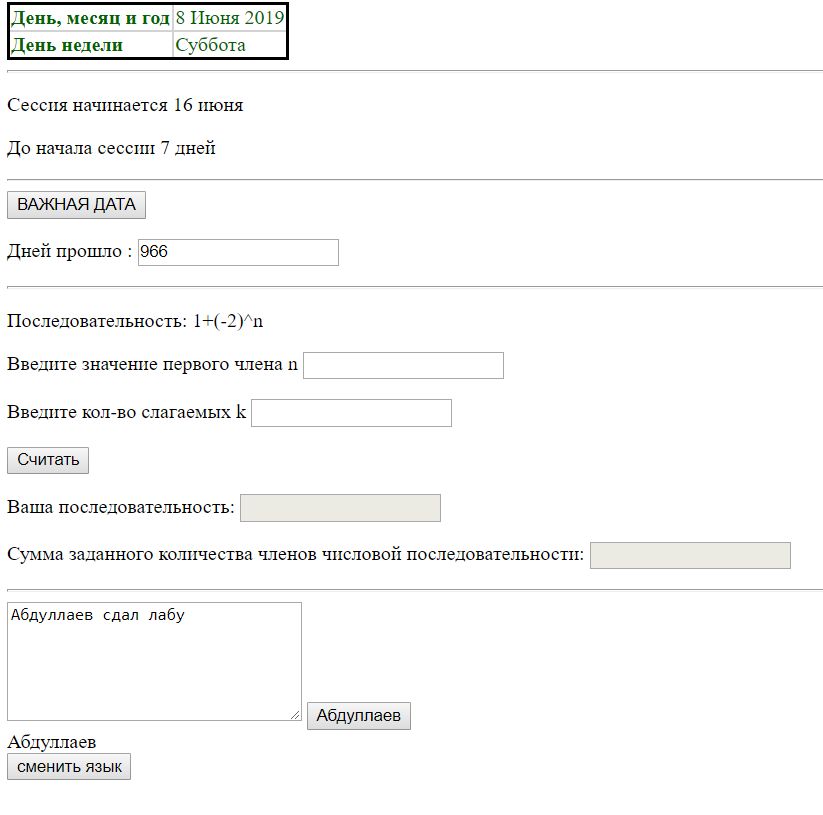 День, месяц и год 8 Июня 2019
День недели Суббота
Сессия начинается 16 июня
До начала сессии 7 дней
ВАЖНАЯ ДАТА
Дней прошло : 966
Последовательность: 1+(-2)^n
Введите значение первого члена n
Введите кол-во слагаемых k
Считать
Ваша последовательность:
Сумма заданного количества членов числовой последовательности:
Абдуллаев сдал лабу
Абдуллаев
Абдуллаев
сменить язык